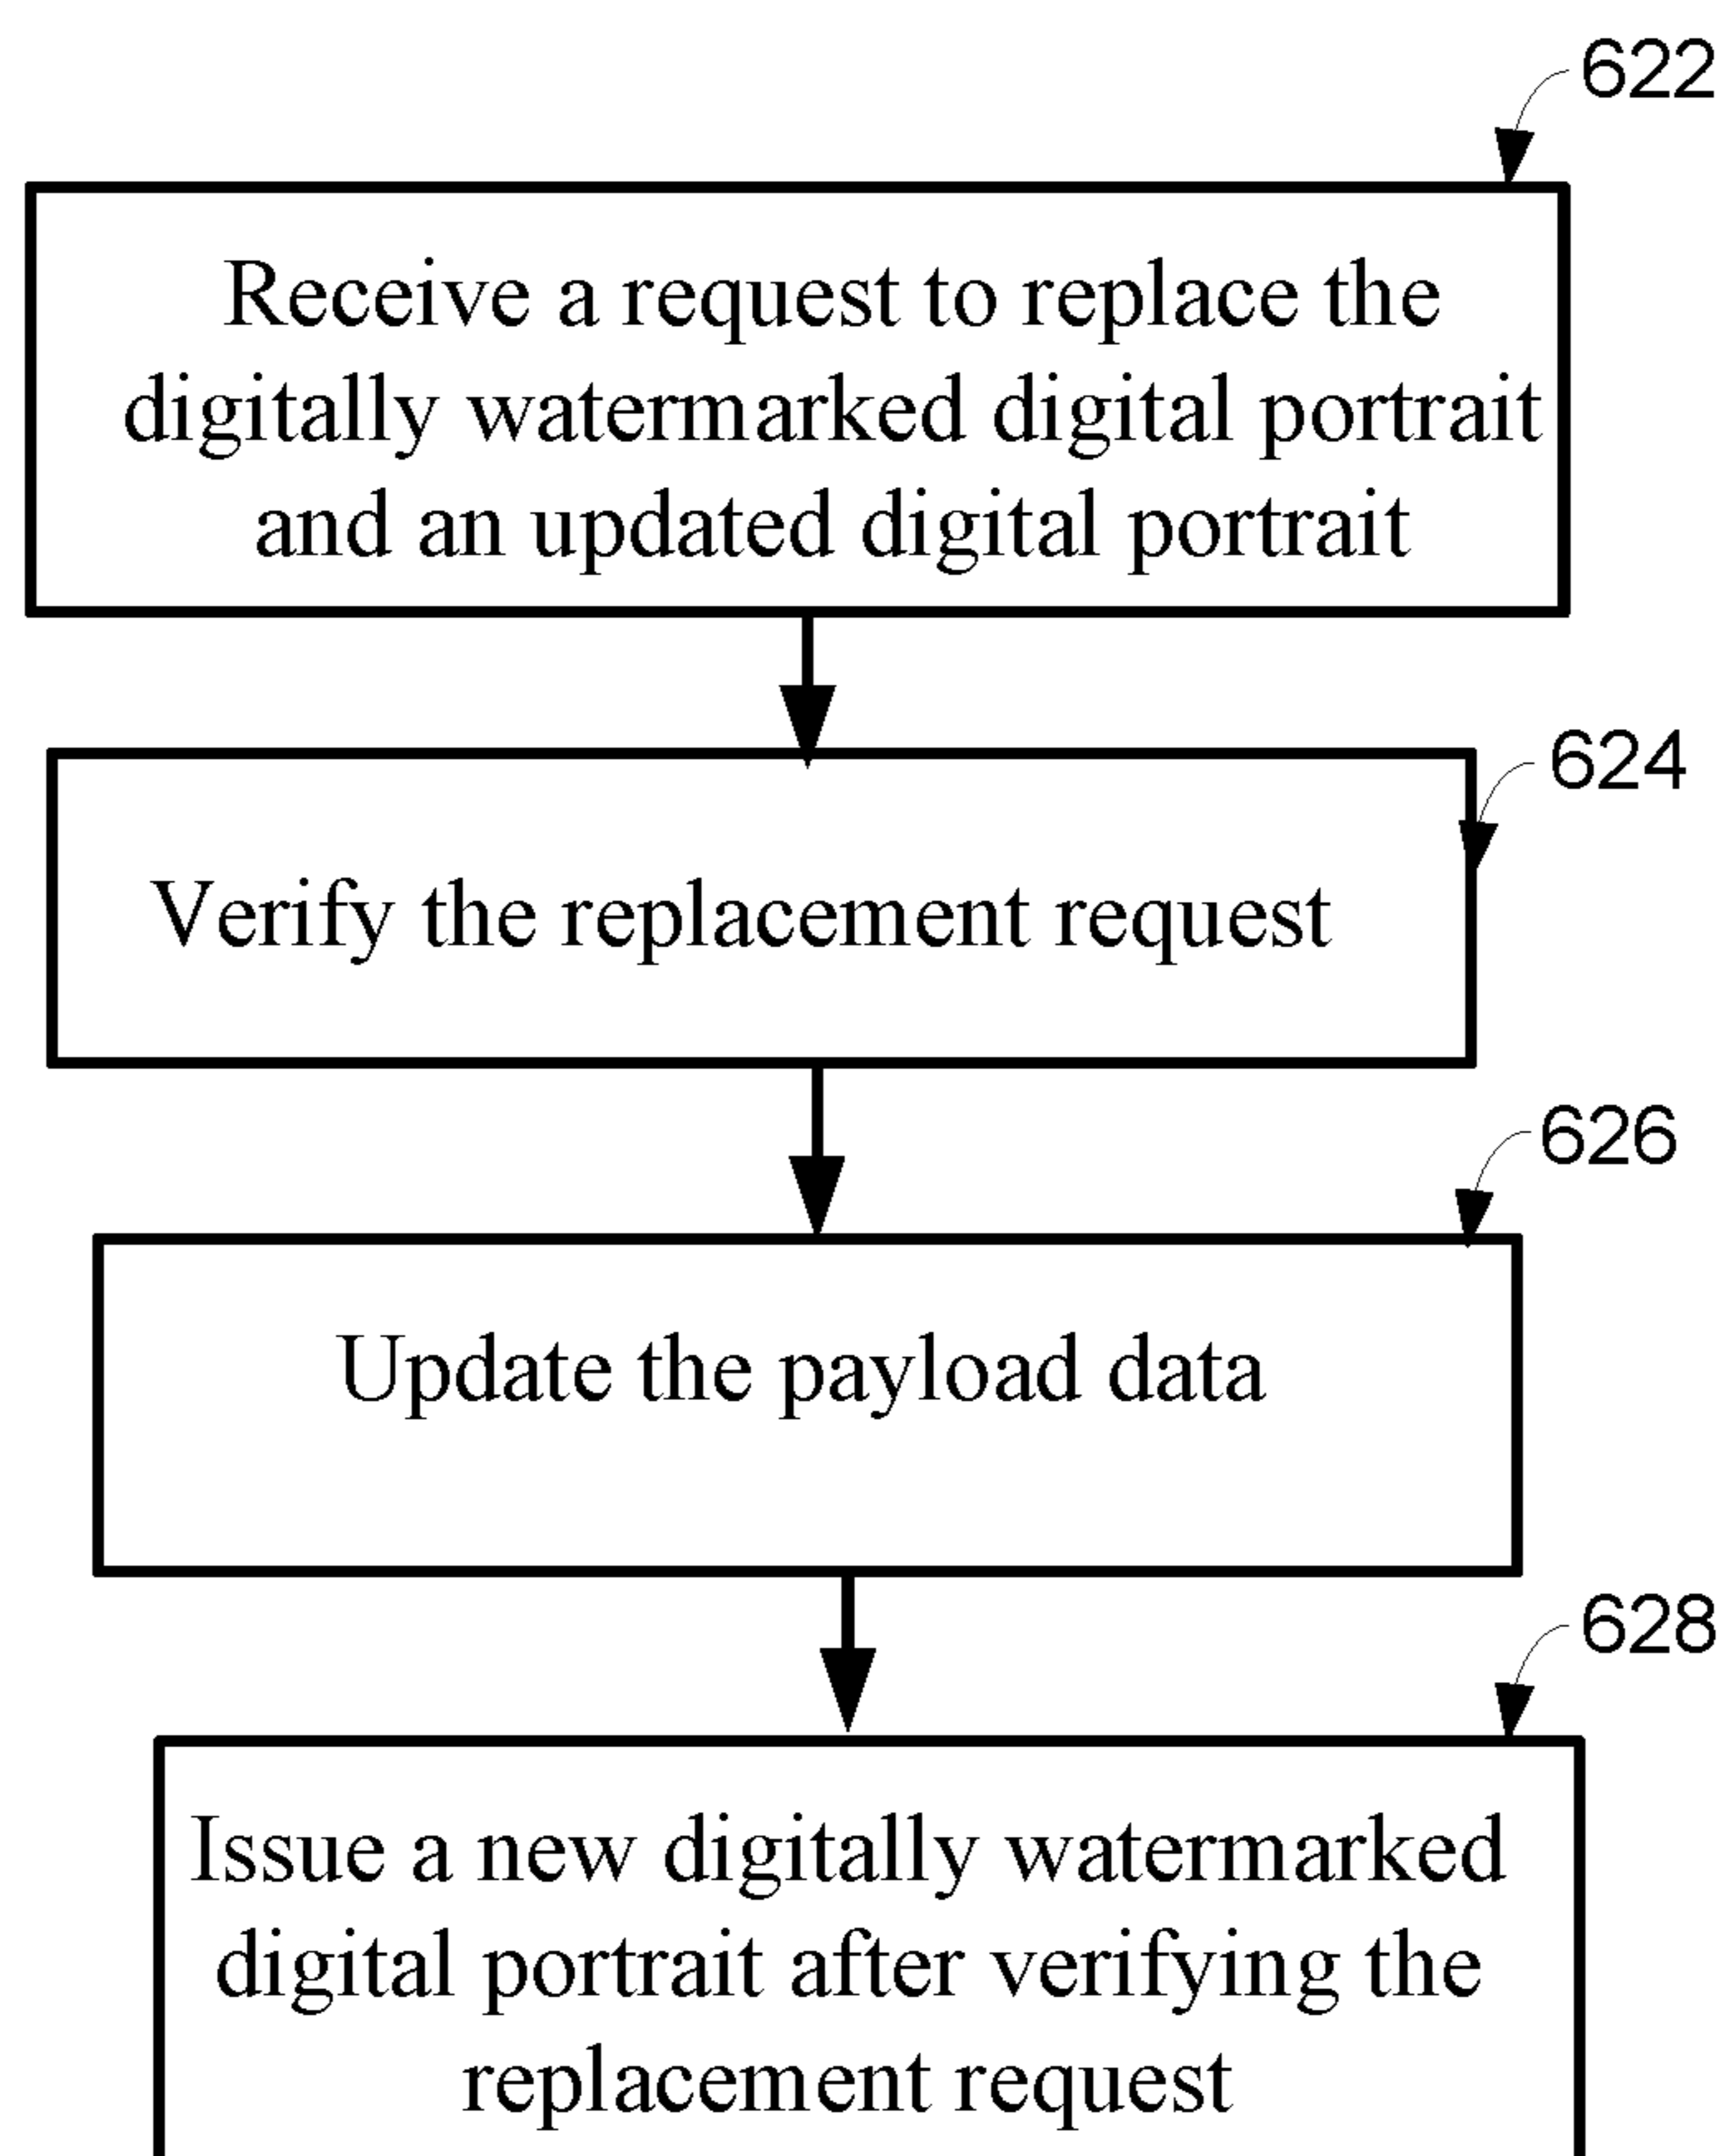 622
Receive a request to replace the
digitally watermarked digital portrait
and an updated digital portrait
624
Verify the replacement request
626
Update the payload data
628
Issue a new digitally watermarked
digital portrait after verifying the
replacement request